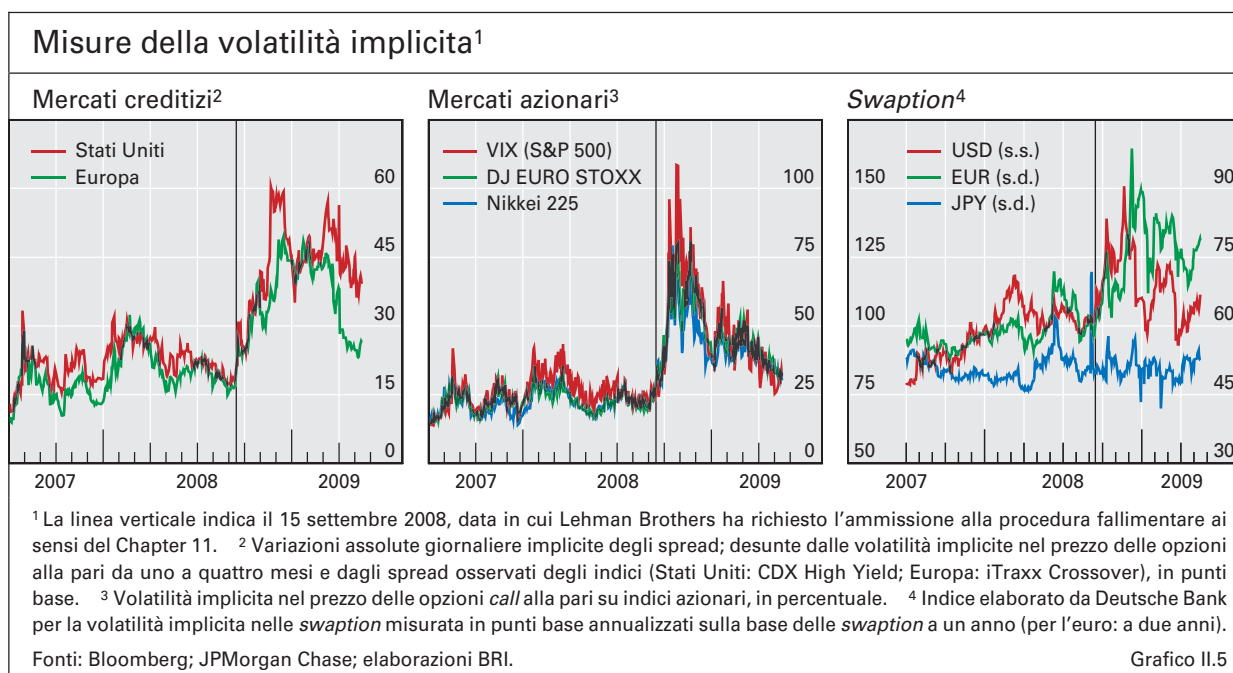 Misure della volatilità implicita¹
Mercati creditizi²
Mercati azionari³
Swaption⁴
Stati Uniti
Europa
60
45
30
15
0
2007 2008 2009
VIX (S&P 500)
DJ EURO STOXX
Nikkei 225
100
75
50
25
0
2007 2008 2009
USD (s.s.)
EUR (s.d.)
JPY (s.d.)
150 90
125 75
100 60
75 45
50 30
2007 2008 2009
¹ La linea verticale indica il 15 settembre 2008, data in cui Lehman Brothers ha richiesto l'ammissione alla procedura fallimentare ai
sensi del Chapter 11. ² Variazioni assolute giornaliere implicite degli spread; desunte dalle volatilità implicite nel prezzo delle opzioni
alla pari da uno a quattro mesi e dagli spread osservati degli indici (Stati Uniti: CDX High Yield; Europa: iTraxx Crossover), in punti
base. ³ Volatilità implicita nel prezzo delle opzioni call alla pari su indici azionari, in percentuale. ⁴ Indice elaborato da Deutsche Bank
per la volatilità implicita nelle swaption misurata in punti base annualizzati sulla base delle swaption a un anno (per l'euro: a due anni).
Fonti: Bloomberg; JPMorgan Chase; elaborazioni BRI. Grafico II.5